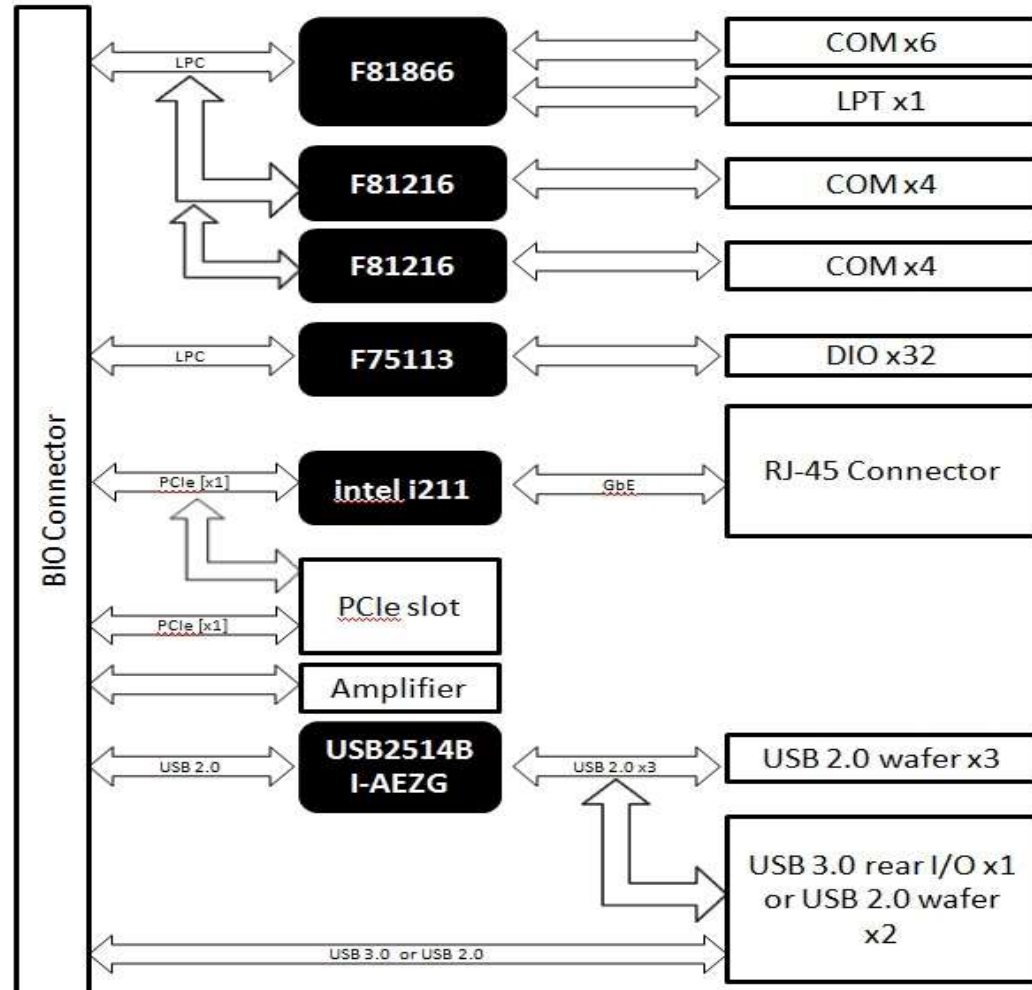 BIO Connector
LPC
F81866
COM x6
LPT x1
F81216
COM x4
F81216
COM x4
LPC
F75113
DIO x32
PCIe [x1]
intel i211
GbE
RJ-45 Connector
PCIe slot
PCIe [x1]
Amplifier
USB 2.0
USB2514B
I-AEZG
USB 2.0 x3
USB 2.0 wafer x3
USB 3.0 rear I/O x1
or USB 2.0 wafer
x2
USB 3.0 or USB 2.0